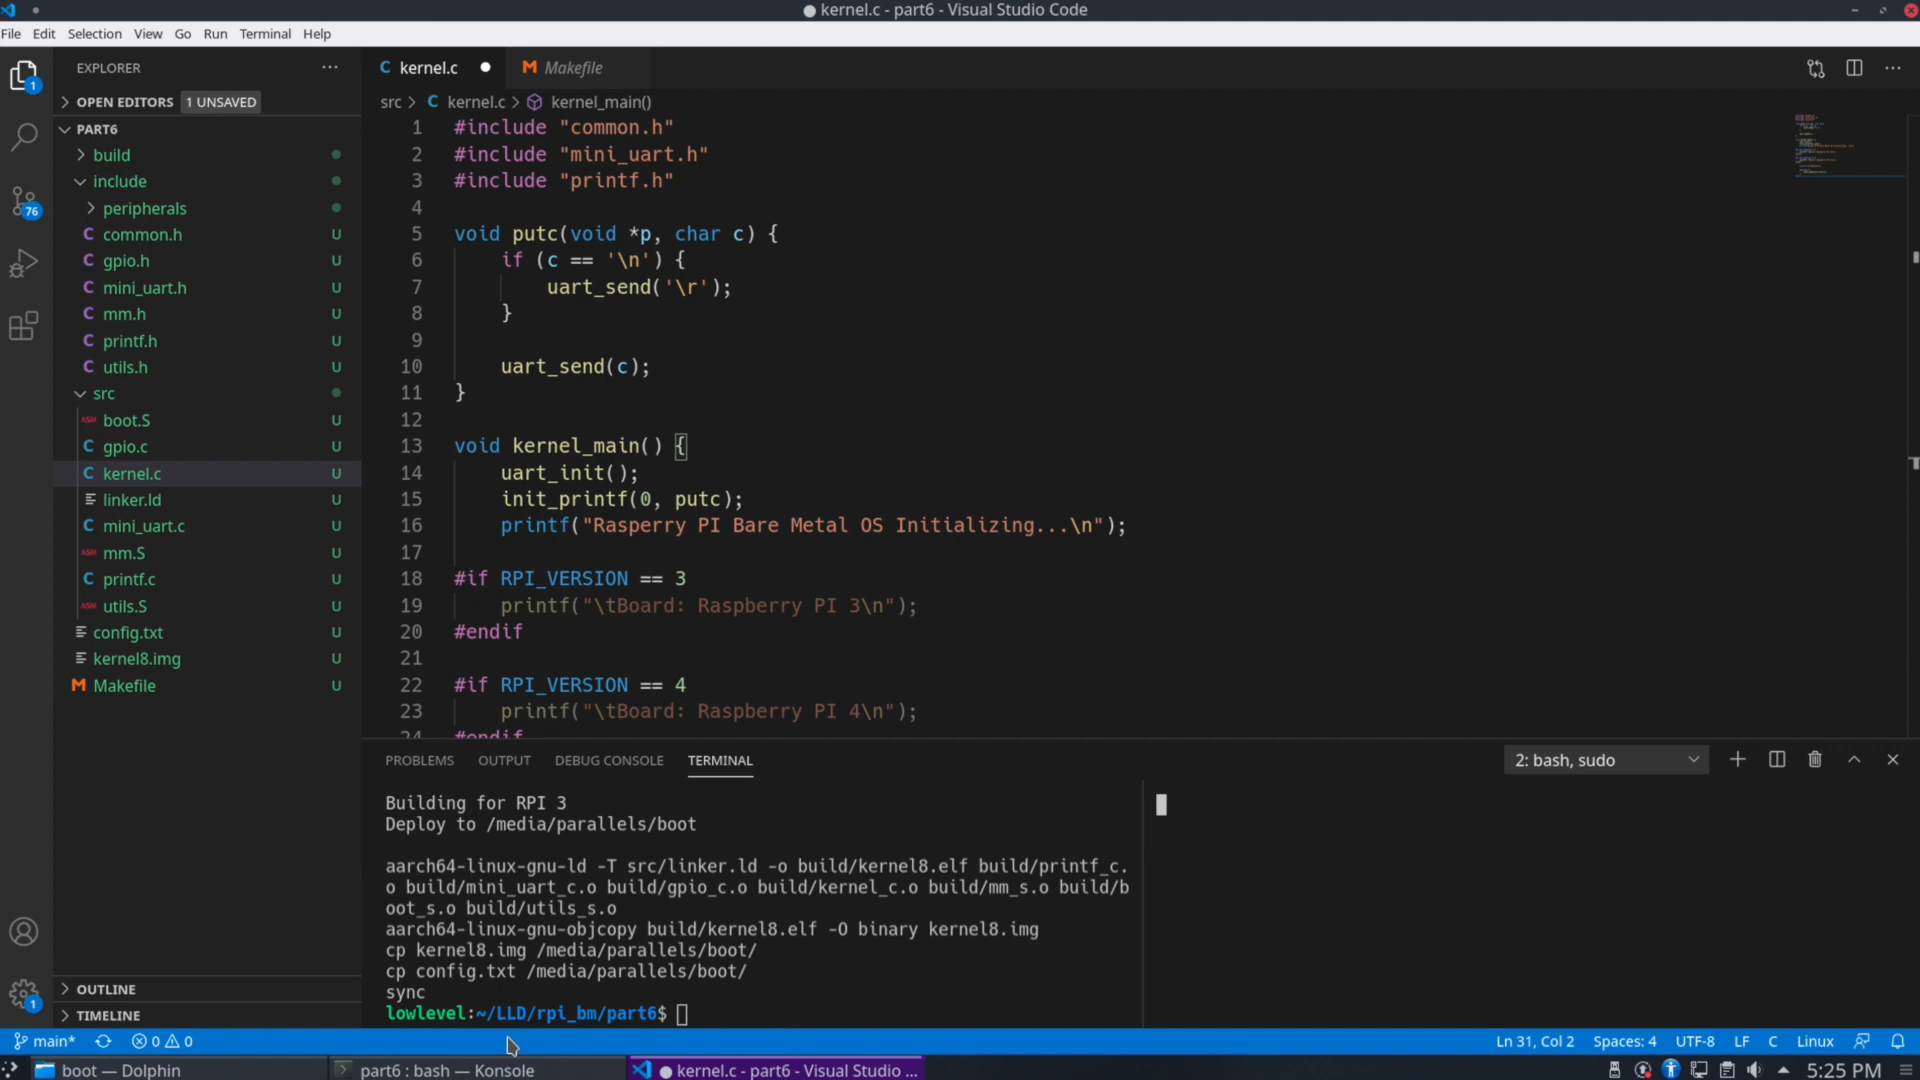 kernel.c - part6 - Visual Studio Code
File Edit Selection View Go Run Terminal Help
EXPLORER
OPEN EDITORS 1 UNSAVED
PART6
build
include
peripherals
common.h U
gpio.h U
mini_uart.h U
mm.h U
printf.h U
utils.h U
src
ASM boot.S U
gpio.c U
kernel.c U
linker.ld U
mini_uart.c U
ASM mm.S U
printf.c U
ASM utils.S U
config.txt U
kernel8.img U
Makefile U
OUTLINE
TIMELINE
1
76
1
C kernel.c M Makefile
src > C kernel.c > kernel_main()
1 #include "common.h"
2 #include "mini_uart.h"
3 #include "printf.h"
4
5 void putc(void *p, char c) {
6 if (c == '\n') {
7 uart_send('\r');
8 }
9
10 uart_send(c);
11 }
12
13 void kernel_main() {
14 uart_init();
15 init_printf(0, putc);
16 printf("Rasperry PI Bare Metal OS Initializing...\n");
17
18 #if RPI_VERSION == 3
19 printf("\tBoard: Raspberry PI 3\n");
20 #endif
21
22 #if RPI_VERSION == 4
23 printf("\tBoard: Raspberry PI 4\n");
24 #endif
PROBLEMS OUTPUT DEBUG CONSOLE TERMINAL 2: bash, sudo
Building for RPI 3
Deploy to /media/parallels/boot
aarch64-linux-gnu-ld -T src/linker.ld -o build/kernel8.elf build/printf_c.
o build/mini_uart_c.o build/gpio_c.o build/kernel_c.o build/mm_s.o build/b
oot_s.o build/utils_s.o
aarch64-linux-gnu-objcopy build/kernel8.elf -O binary kernel8.img
cp kernel8.img /media/parallels/boot/
cp config.txt /media/parallels/boot/
sync
lowlevel:~/LLD/rpi_bm/part6$
main* 0 0 Ln 31, Col 2 Spaces: 4 UTF-8 LF C Linux
boot — Dolphin part6 : bash — Konsole kernel.c - part6 - Visual Studio ... 5:25 PM